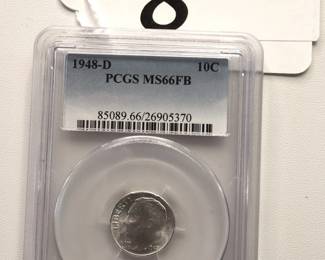 8
1948-D 10C
PCGS MS66FB
85089.66/26905370
LIBERTY